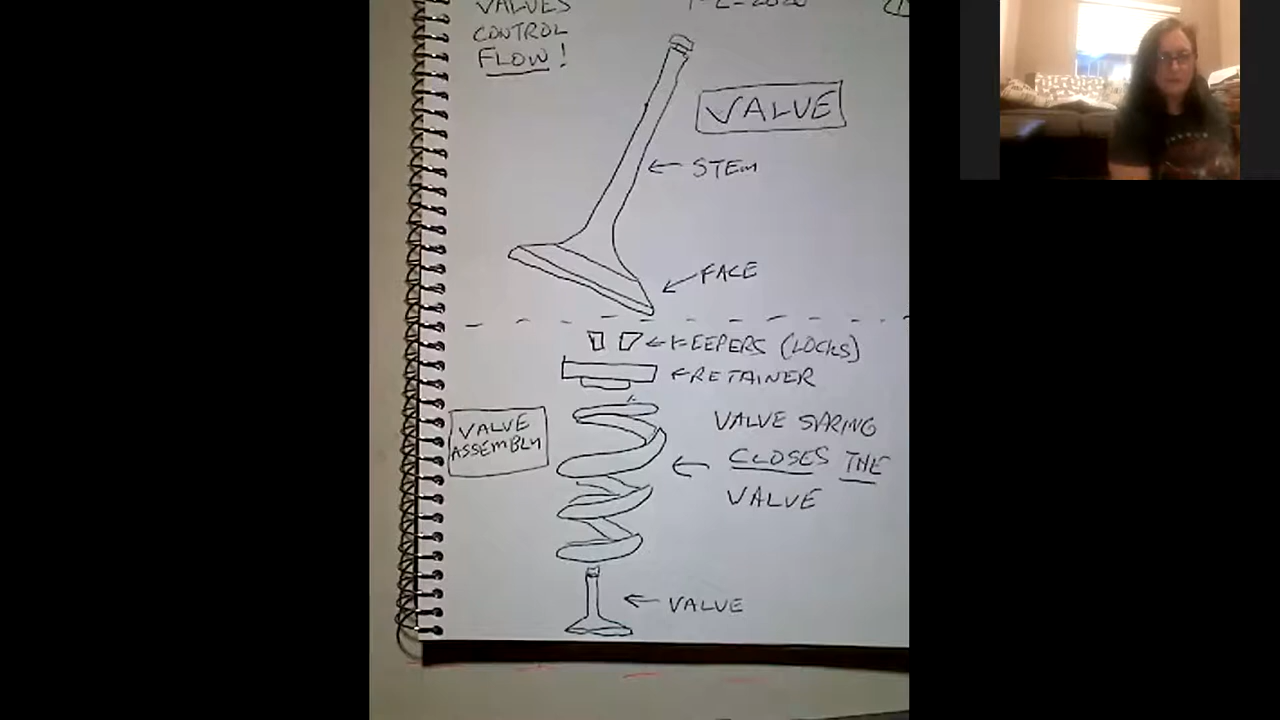 VALVES
CONTROL
FLOW!
VALVE
← STEM
FACE
← KEEPERS (LOCKS)
← RETAINER
VALVE
ASSEMBLY
VALVE SPRING
← CLOSES THE
VALVE
← VALVE